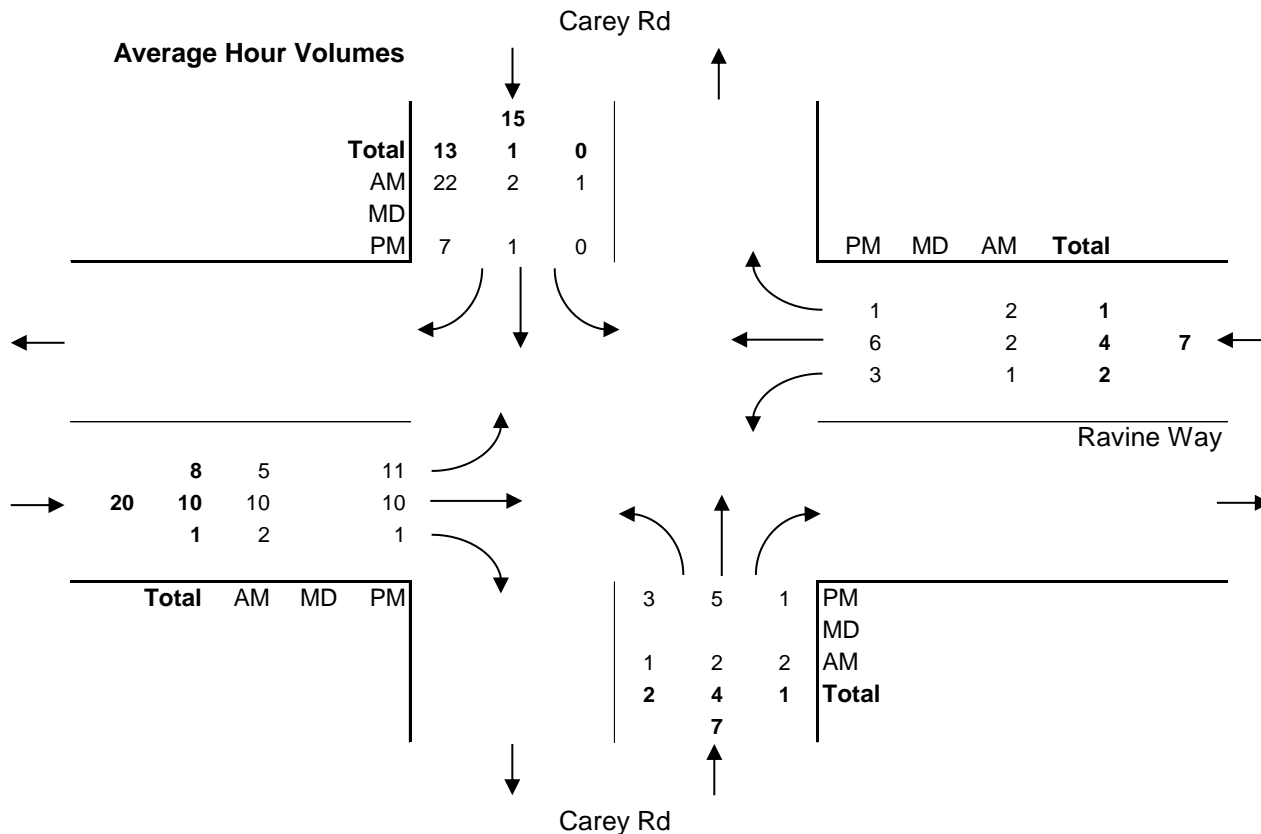 Carey Rd
Average Hour Volumes
15
Total 13 1 0
AM 22 2 1
MD
PM 7 1 0
PM MD AM Total
1 2 1
6 2 4 7
3 1 2
Ravine Way
8 5 11
20 10 10 10
1 2 1
Total AM MD PM
3 5 1 PM
MD
1 2 2 AM
2 4 1 Total
7
Carey Rd